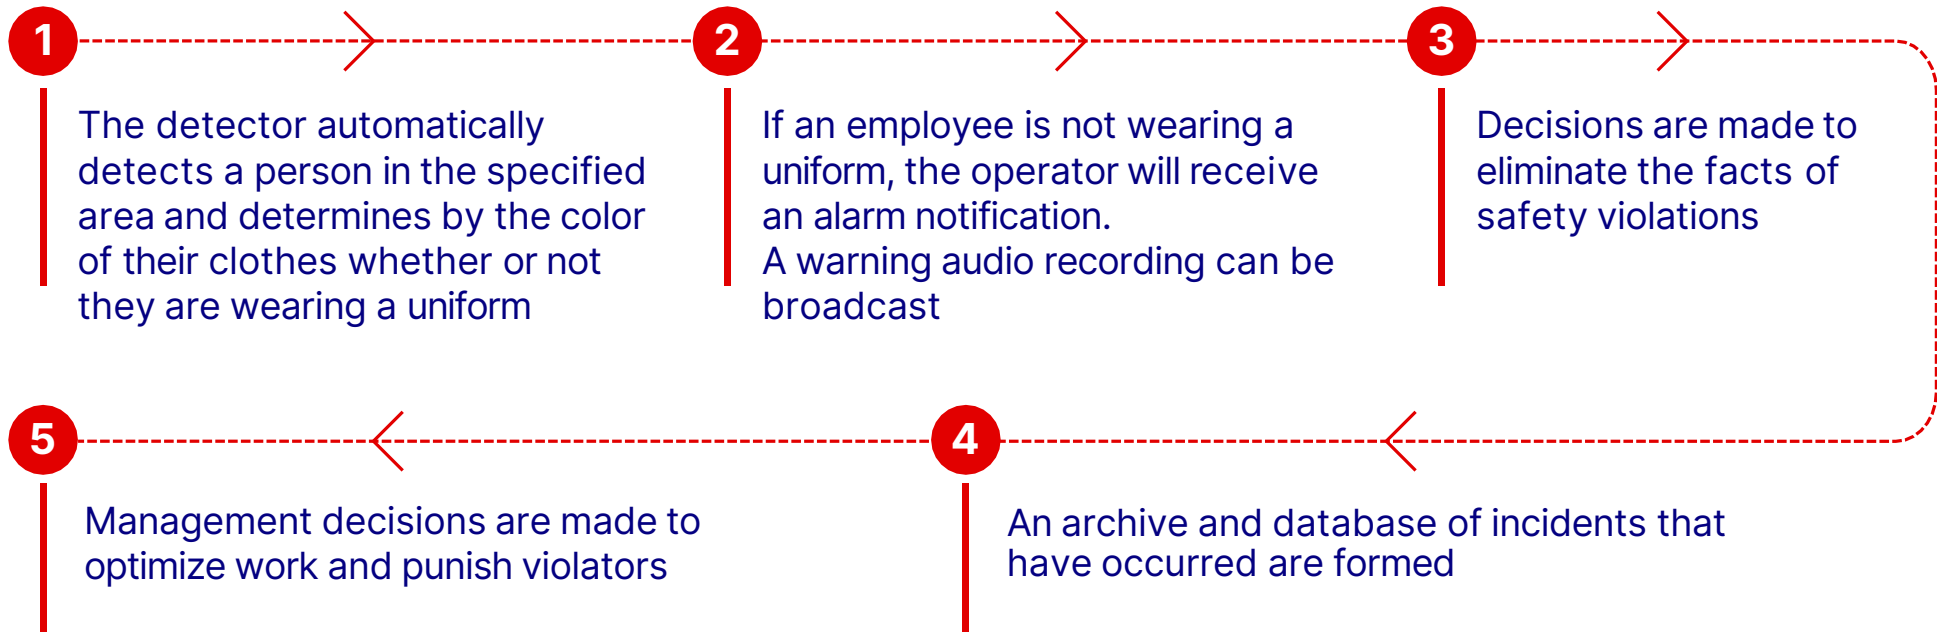 1
The detector automatically
detects a person in the specified
area and determines by the color
of their clothes whether or not
they are wearing a uniform
2
If an employee is not wearing a
uniform, the operator will receive
an alarm notification.
A warning audio recording can be
broadcast
3
Decisions are made to
eliminate the facts of
safety violations
4
An archive and database of incidents that
have occurred are formed
5
Management decisions are made to
optimize work and punish violators